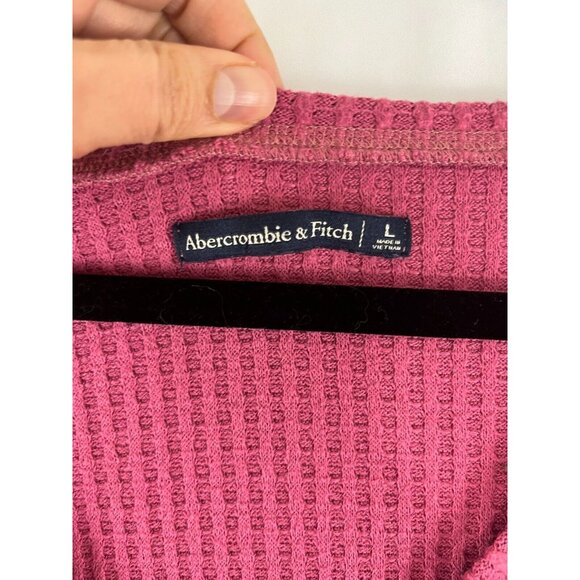 Abercrombie & Fitch
L
MADE IN
VIETNAM